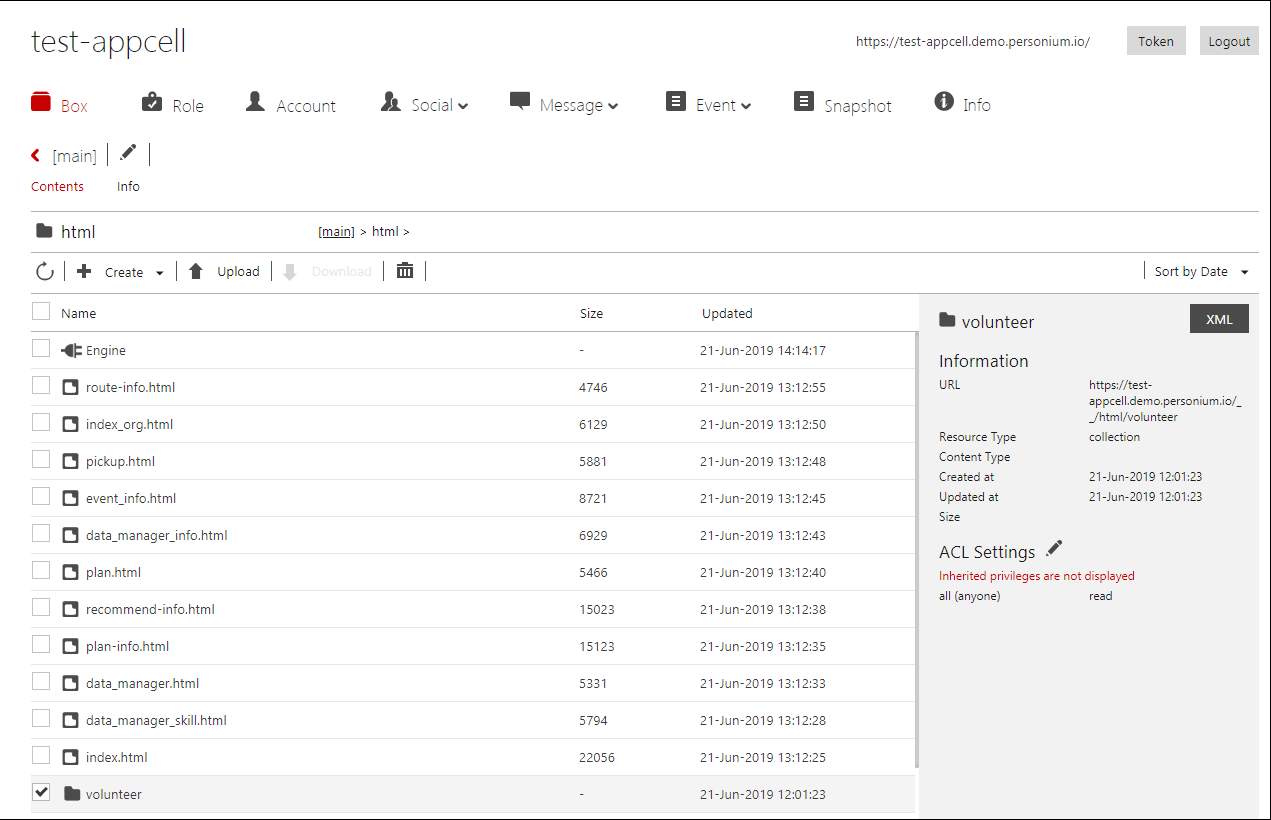 test-appcell
https://test-appcell.demo.personium.io/ Token Logout
Box Role Account Social Message Event Snapshot Info
[main]
Contents Info
html [main] > html >
Create Upload Download Sort by Date
Name Size Updated
Engine - 21-Jun-2019 14:14:17
route-info.html 4746 21-Jun-2019 13:12:55
index_org.html 6129 21-Jun-2019 13:12:50
pickup.html 5881 21-Jun-2019 13:12:48
event_info.html 8721 21-Jun-2019 13:12:45
data_manager_info.html 6929 21-Jun-2019 13:12:43
plan.html 5466 21-Jun-2019 13:12:40
recommend-info.html 15023 21-Jun-2019 13:12:38
plan-info.html 15123 21-Jun-2019 13:12:35
data_manager.html 5331 21-Jun-2019 13:12:33
data_manager_skill.html 5794 21-Jun-2019 13:12:28
index.html 22056 21-Jun-2019 13:12:25
volunteer - 21-Jun-2019 12:01:23
volunteer XML
Information
URL https://test-
appcell.demo.personium.io/_
_/html/volunteer
Resource Type collection
Content Type
Created at 21-Jun-2019 12:01:23
Updated at 21-Jun-2019 12:01:23
Size
ACL Settings
Inherited privileges are not displayed
all (anyone) read